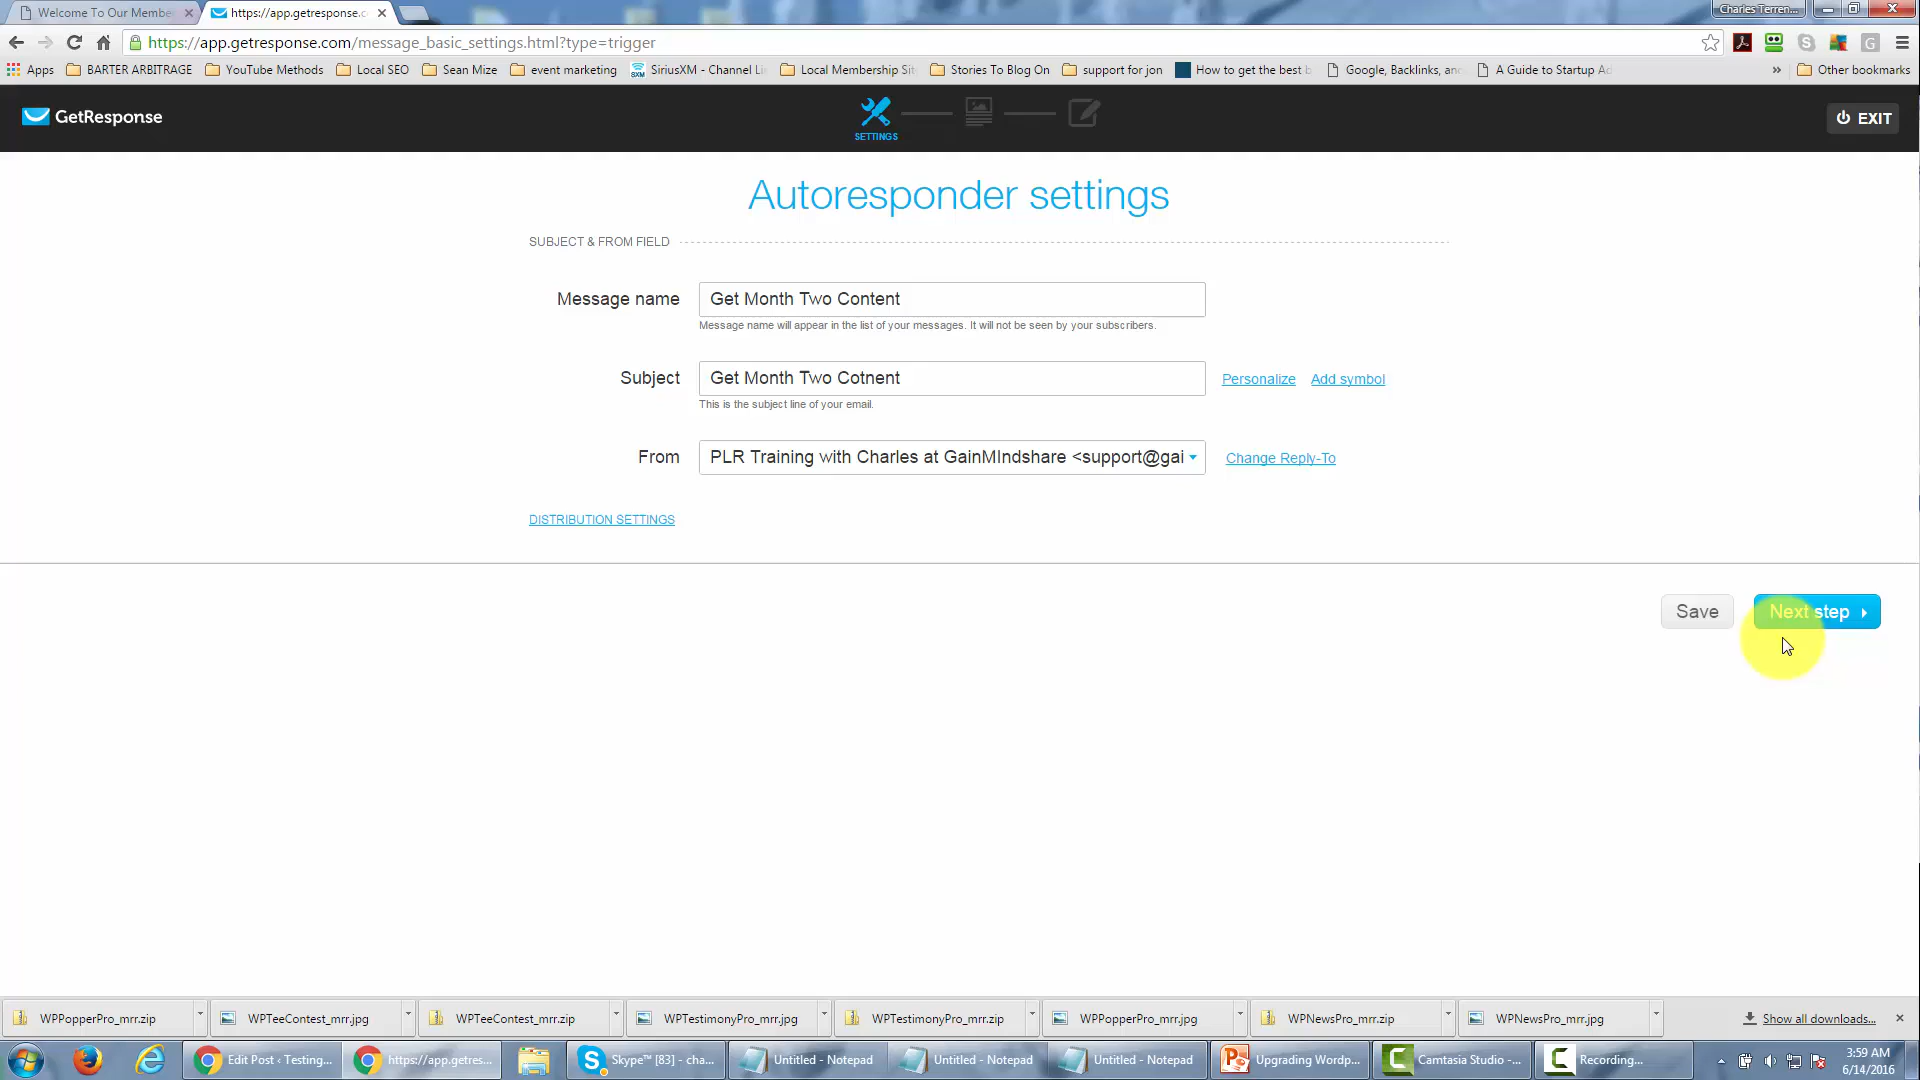 Welcome To Our Membe
https://app.getresponse.c
Charles Terren...
https://app.getresponse.com/message_basic_settings.html?type=trigger
Apps
BARTER ARBITRAGE
YouTube Methods
Local SEO
Sean Mize
event marketing
SiriusXM - Channel Li
Local Membership Sit
Stories To Blog On
support for jon
How to get the best b
Google, Backlinks, an
A Guide to Startup Ad
»
Other bookmarks
GetResponse
SETTINGS
EXIT
Autoresponder settings
SUBJECT & FROM FIELD
Message name
Get Month Two Content
Message name will appear in the list of your messages. It will not be seen by your subscribers.
Subject
Get Month Two Cotnent
Personalize
Add symbol
This is the subject line of your email.
From
PLR Training with Charles at GainMIndshare <support@gai
Change Reply-To
DISTRIBUTION SETTINGS
Save
Next step
WPPopperPro_mrr.zip
WPTeeContest_mrr.jpg
WPTeeContest_mrr.zip
WPTestimonyPro_mrr.jpg
WPTestimonyPro_mrr.zip
WPPopperPro_mrr.jpg
WPNewsPro_mrr.zip
WPNewsPro_mrr.jpg
Show all downloads...
Edit Post ‹ Testing...
https://app.getres...
Skype™ [83] - cha...
Untitled - Notepad
Untitled - Notepad
Untitled - Notepad
Upgrading Wordp...
Camtasia Studio -...
Recording...
3:59 AM
6/14/2016